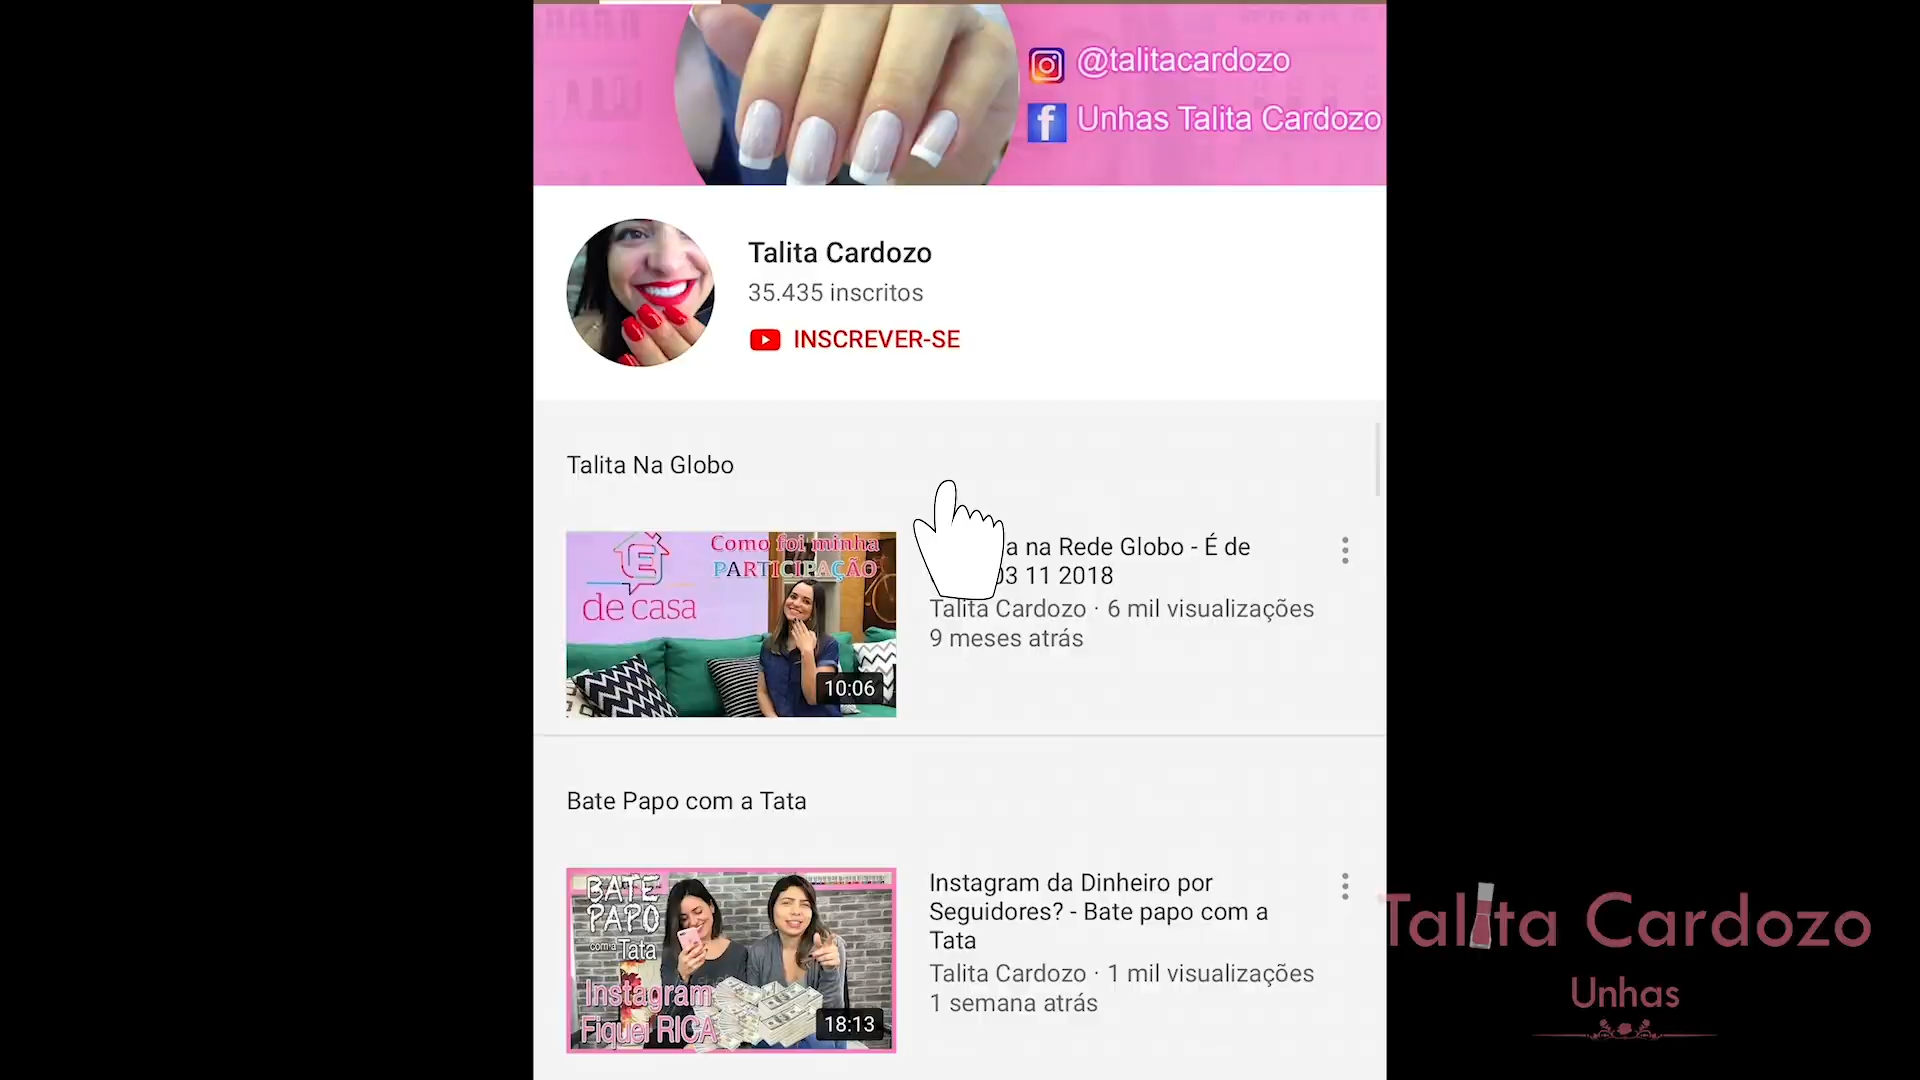 @talitacardozo
Unhas Talita Cardozo
Talita Cardozo
35.435 inscritos
INSCREVER-SE
Talita Na Globo
Como foi minha
PARTICIPAÇÃO
É
de casa
10:06
a na Rede Globo - É de
03 11 2018
Talita Cardozo · 6 mil visualizações
9 meses atrás
Bate Papo com a Tata
BATE
PAPO
com a Tata
Instagram
Fiquei RICA
18:13
Instagram da Dinheiro por
Seguidores? - Bate papo com a
Tata
Talita Cardozo · 1 mil visualizações
1 semana atrás
Talita Cardozo
Unhas